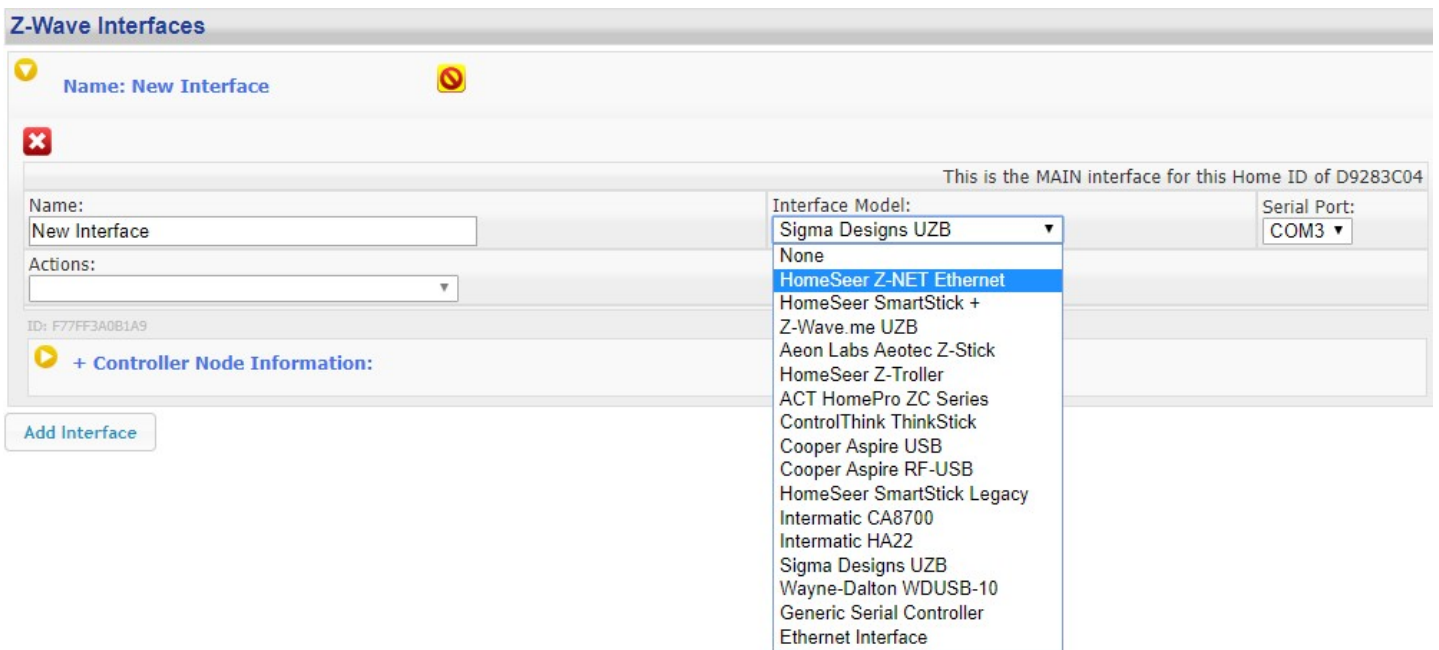 Z-Wave Interfaces
Name: New Interface
This is the MAIN interface for this Home ID of D9283C04
Name:
New Interface
Interface Model:
Sigma Designs UZB
Serial Port:
COM3
Actions:
None
HomeSeer Z-NET Ethernet
HomeSeer SmartStick +
Z-Wave.me UZB
Aeon Labs Aeotec Z-Stick
HomeSeer Z-Troller
ACT HomePro ZC Series
ControlThink ThinkStick
Cooper Aspire USB
Cooper Aspire RF-USB
HomeSeer SmartStick Legacy
Intermatic CA8700
Intermatic HA22
Sigma Designs UZB
Wayne-Dalton WDUSB-10
Generic Serial Controller
Ethernet Interface
ID: F77FF3A0B1A9
+ Controller Node Information:
Add Interface